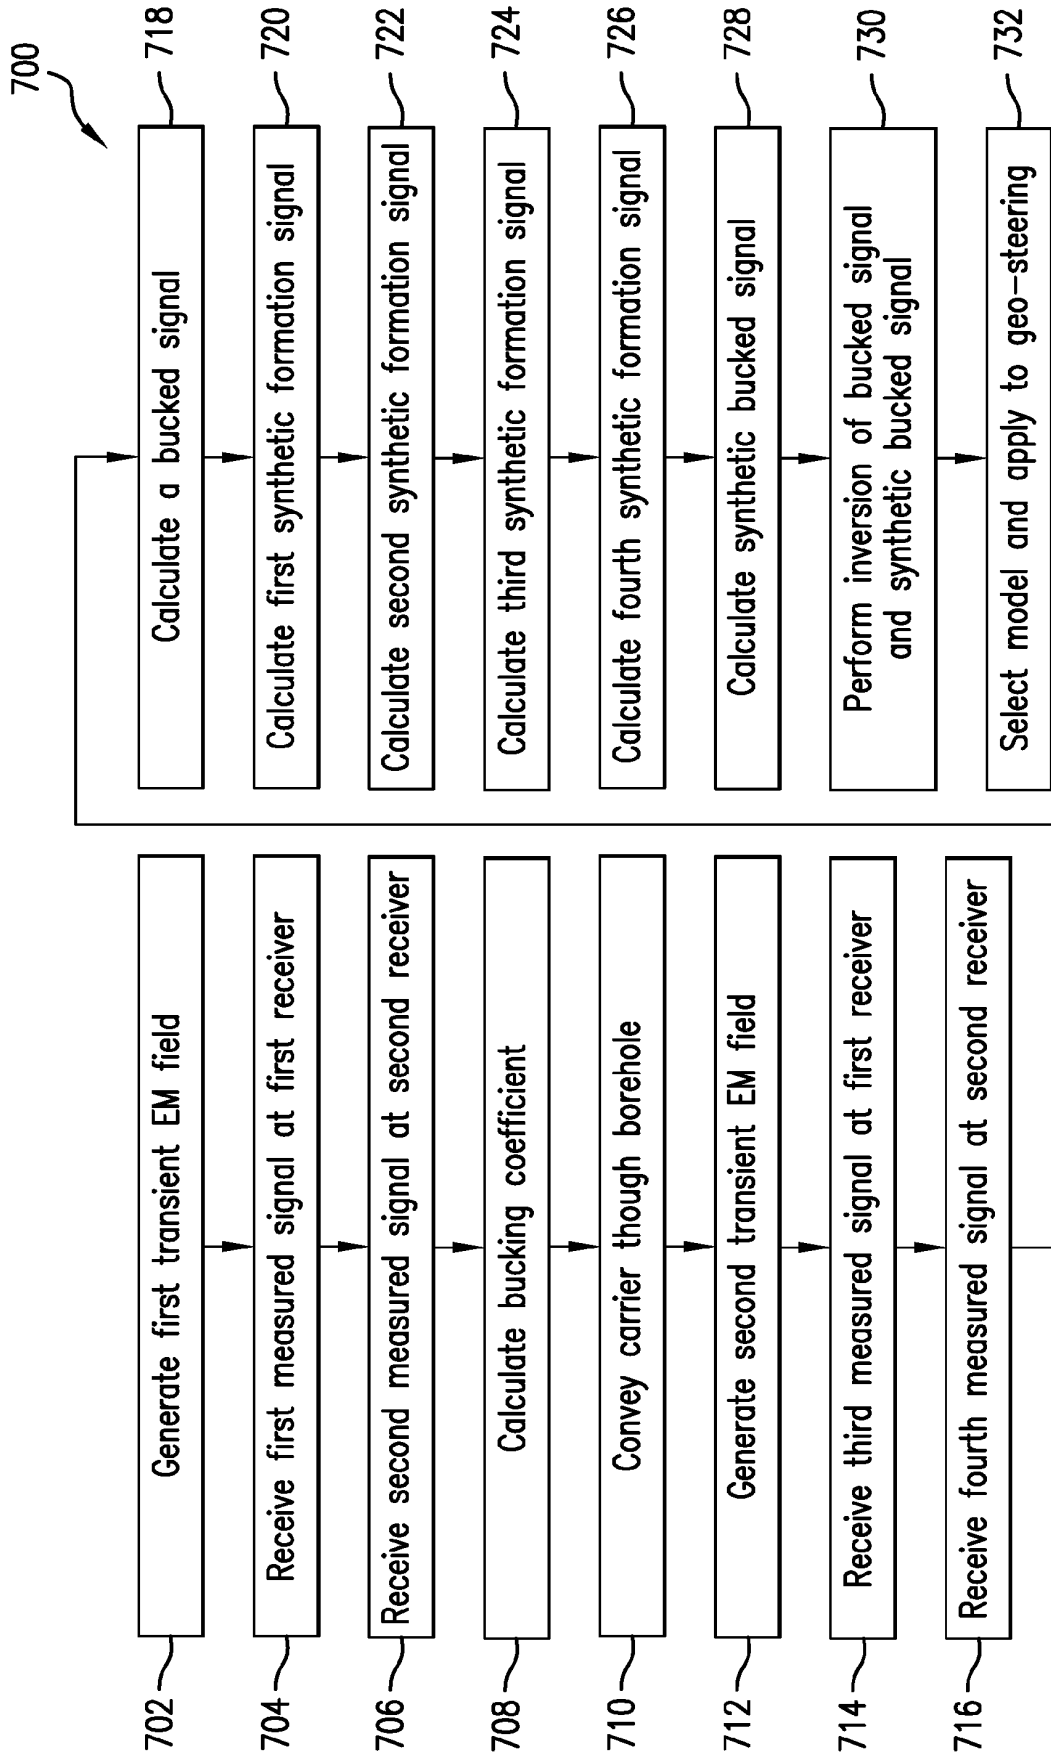 700
702
Generate first transient EM field
704
Receive first measured signal at first receiver
706
Receive second measured signal at second receiver
708
Calculate bucking coefficient
710
Convey carrier though borehole
712
Generate second transient EM field
714
Receive third measured signal at first receiver
716
Receive fourth measured signal at second receiver
Calculate a bucked signal
718
Calculate first synthetic formation signal
720
Calculate second synthetic formation signal
722
Calculate third synthetic formation signal
724
Calculate fourth synthetic formation signal
726
Calculate synthetic bucked signal
728
Perform inversion of bucked signal
and synthetic bucked signal
730
Select model and apply to geo-steering
732